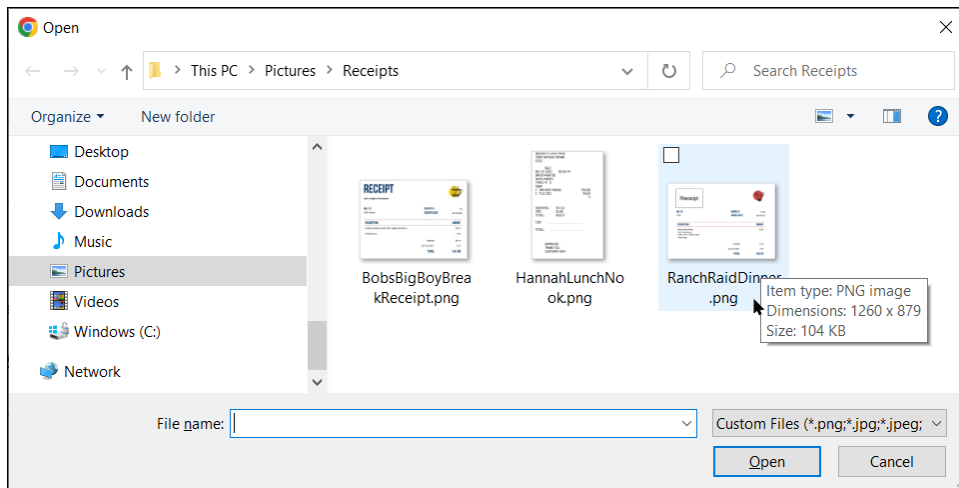 Open
This PC > Pictures > Receipts
Search Receipts
Organize
New folder
?
Desktop
Documents
Downloads
Music
Pictures
Videos
Windows (C:)
Network
RECEIPT
Receipt
BobsBigBoyBrea
kReceipt.png
HannahLunchNo
ok.png
RanchRaidDinner
.png
Item type: PNG image
Dimensions: 1260 x 879
Size: 104 KB
File name:
Custom Files (*.png;*.jpg;*.jpeg;
Open
Cancel